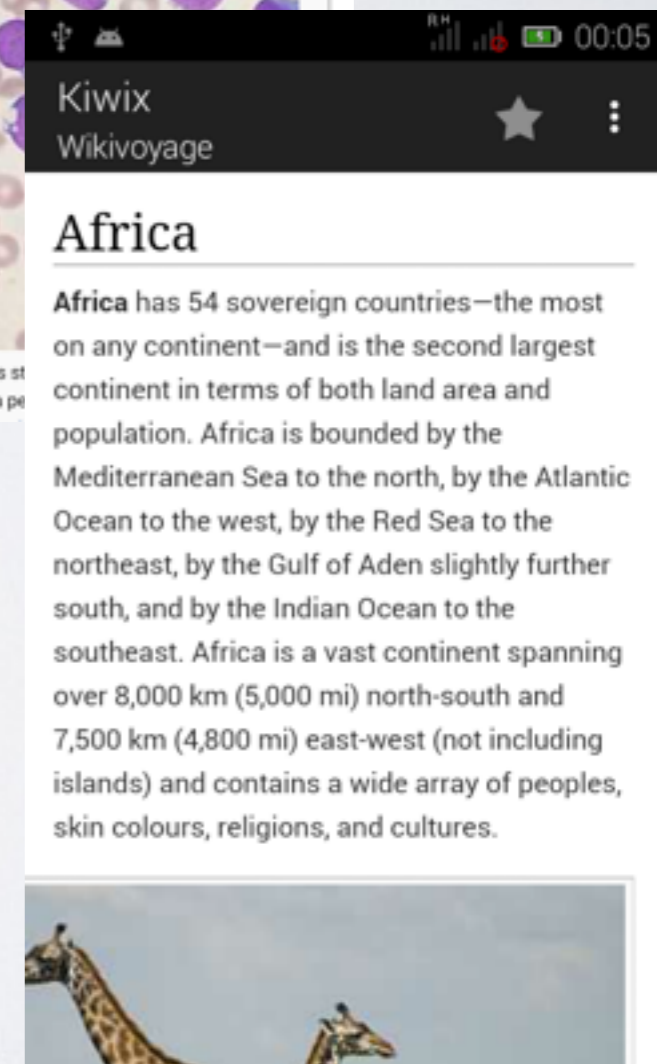 R H
00:05
Kiwix
Wikivoyage
Africa
Africa has 54 sovereign countries—the most
on any continent—and is the second largest
continent in terms of both land area and
population. Africa is bounded by the
Mediterranean Sea to the north, by the Atlantic
Ocean to the west, by the Red Sea to the
northeast, by the Gulf of Aden slightly further
south, and by the Indian Ocean to the
southeast. Africa is a vast continent spanning
over 8,000 km (5,000 mi) north-south and
7,500 km (4,800 mi) east-west (not including
islands) and contains a wide array of peoples,
skin colours, religions, and cultures.